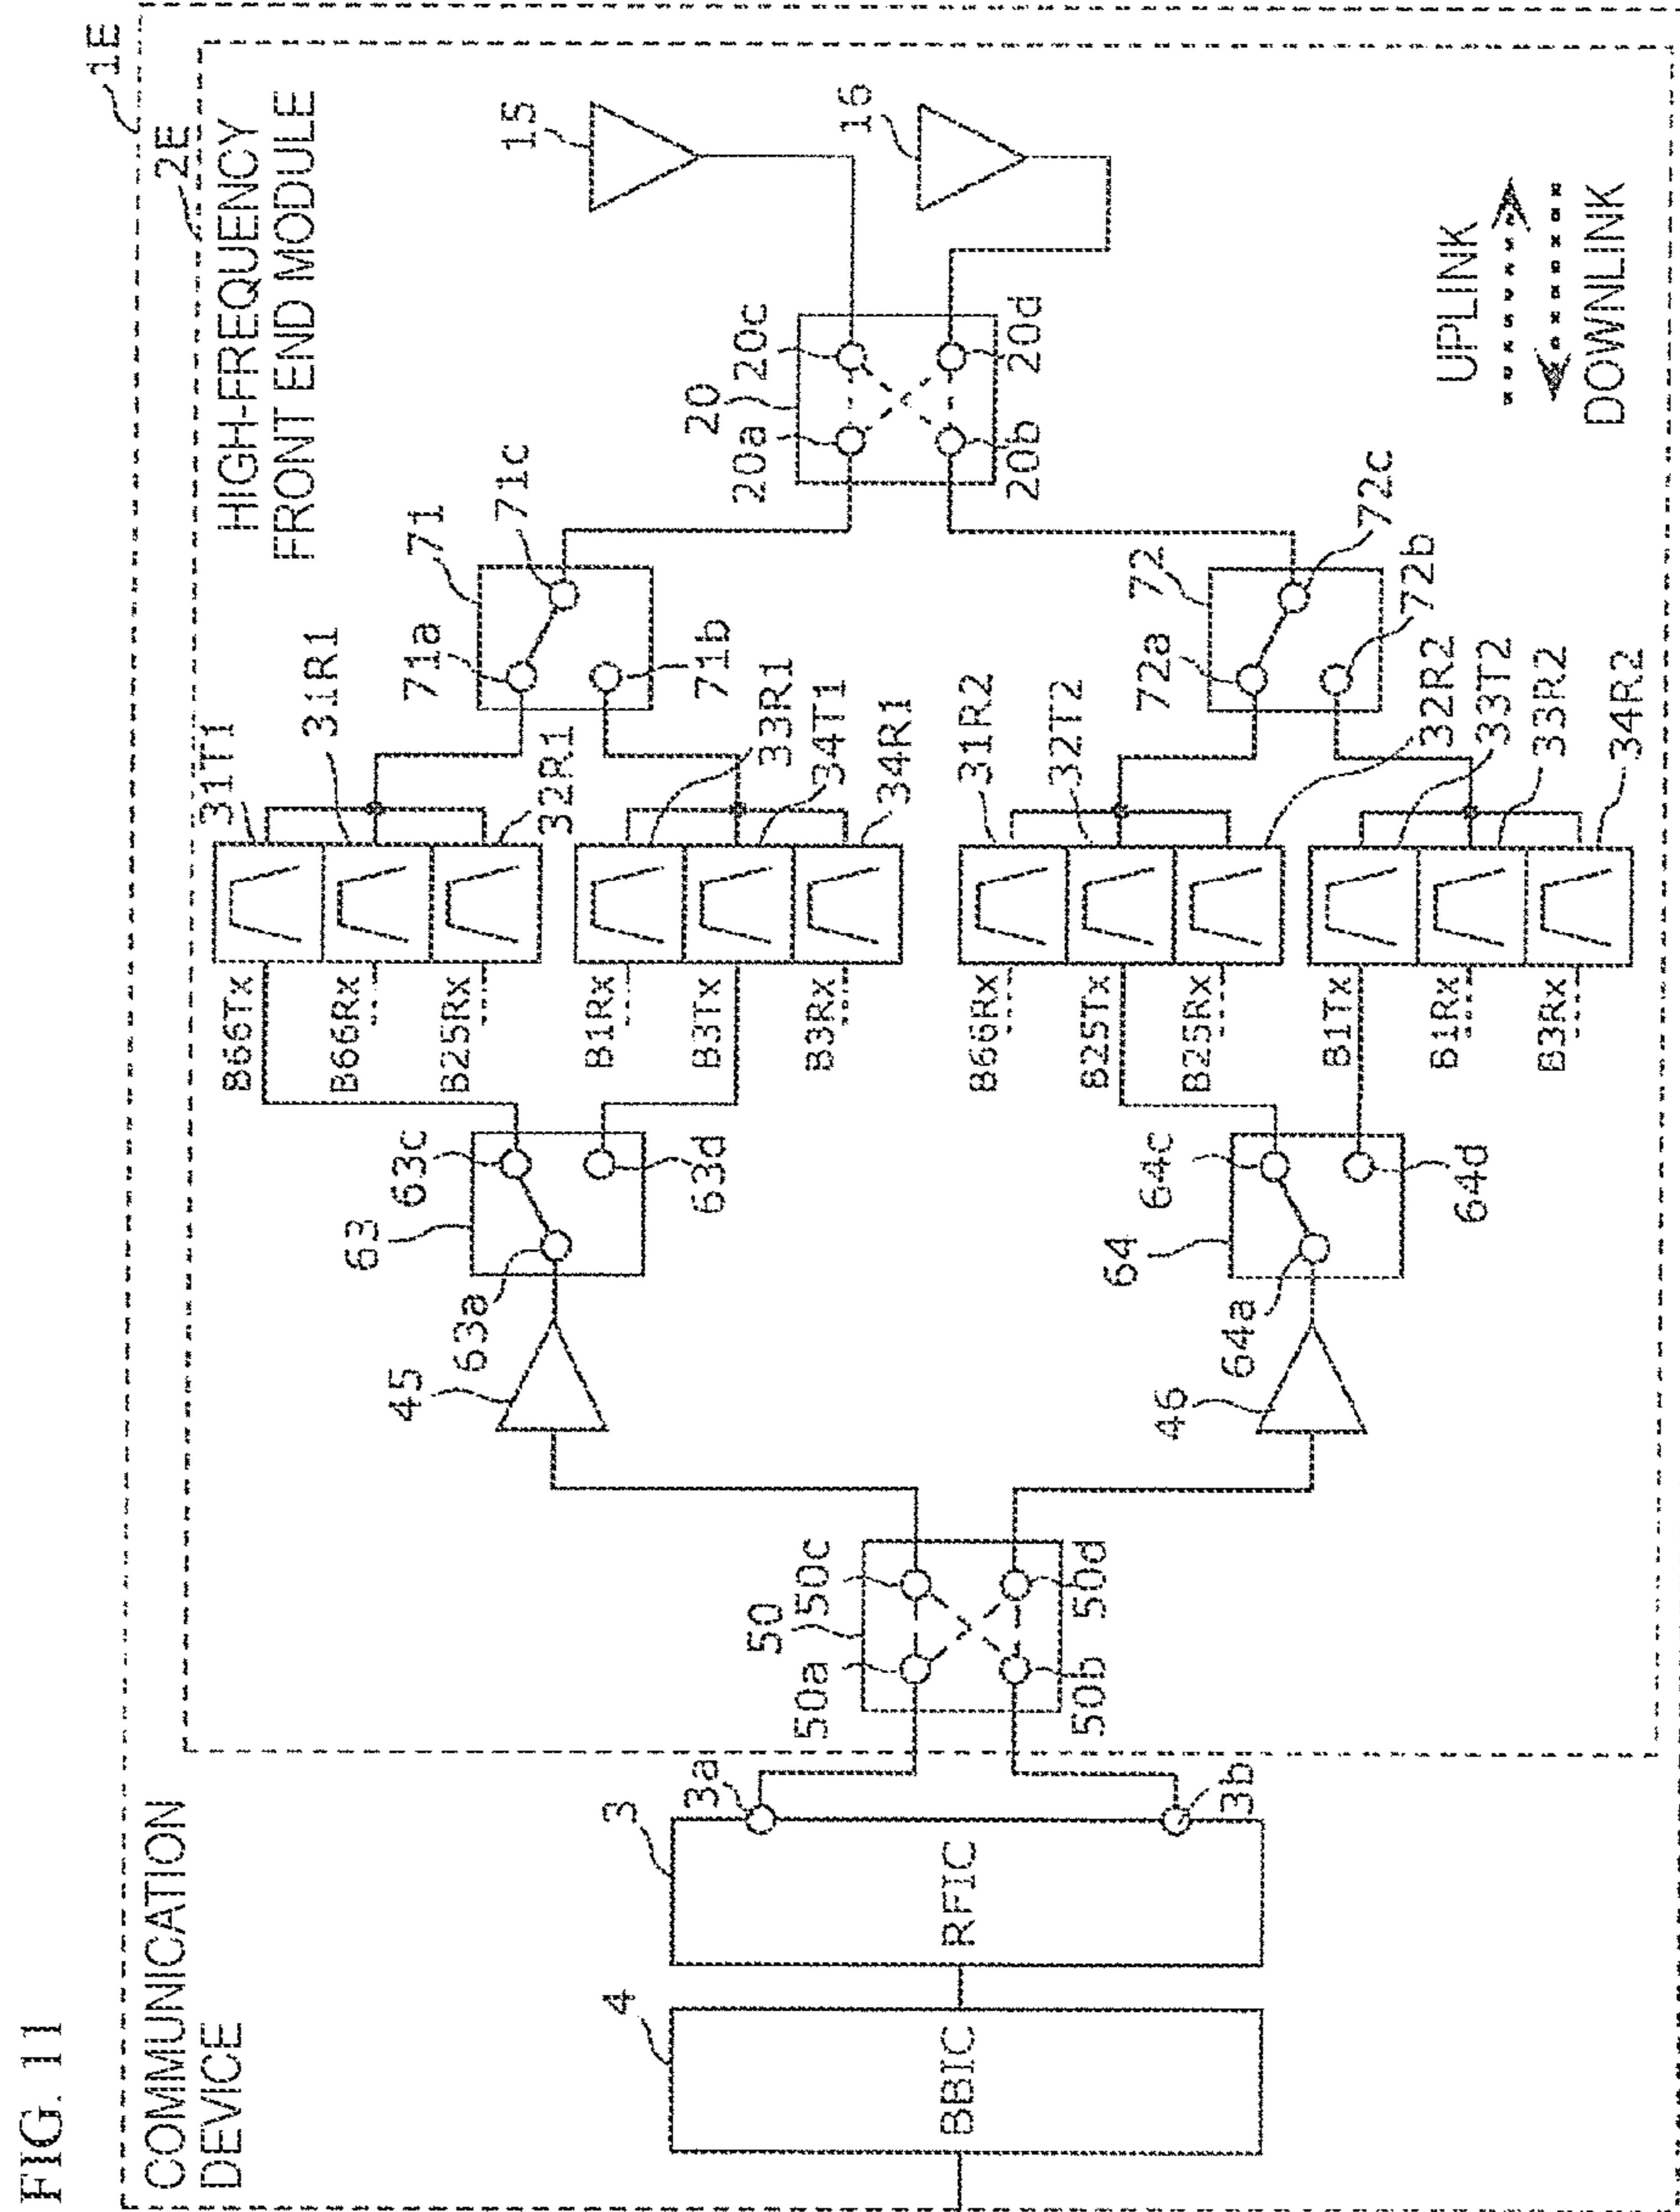 FIG. 11
COMMUNICATION
DEVICE
1E
2E
HIGH-FREQUENCY
FRONT END MODULE
4
BBIC
3
RFIC
3a
3b
50
50a
50c
50b
50d
45
46
63
63a
63c
63d
64
64a
64c
64d
B66Tx
B66Rx
B25Rx
B1Rx
B3Tx
B3Rx
B66Rx
B25Tx
B25Rx
B1Tx
B1Rx
B3Rx
31T1
31R1
32R1
33R1
34T1
34R1
31R2
32T2
32R2
33T2
33R2
34R2
71
71a
71b
71c
72
72a
72b
72c
20
20a
20c
20b
20d
15
16
UPLINK
DOWNLINK